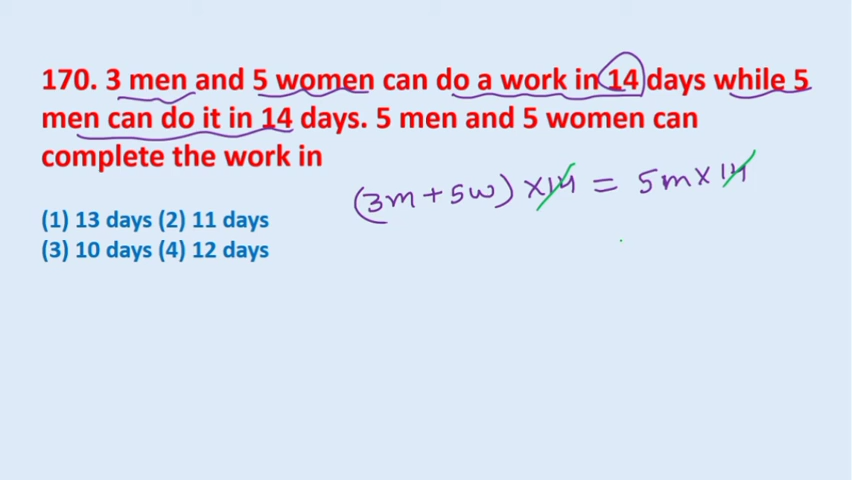 170. 3 men and 5 women can do a work in 14 days while 5
men can do it in 14 days. 5 men and 5 women can
complete the work in
(3m + 5w) × 14 = 5m × 14
(1) 13 days (2) 11 days
(3) 10 days (4) 12 days